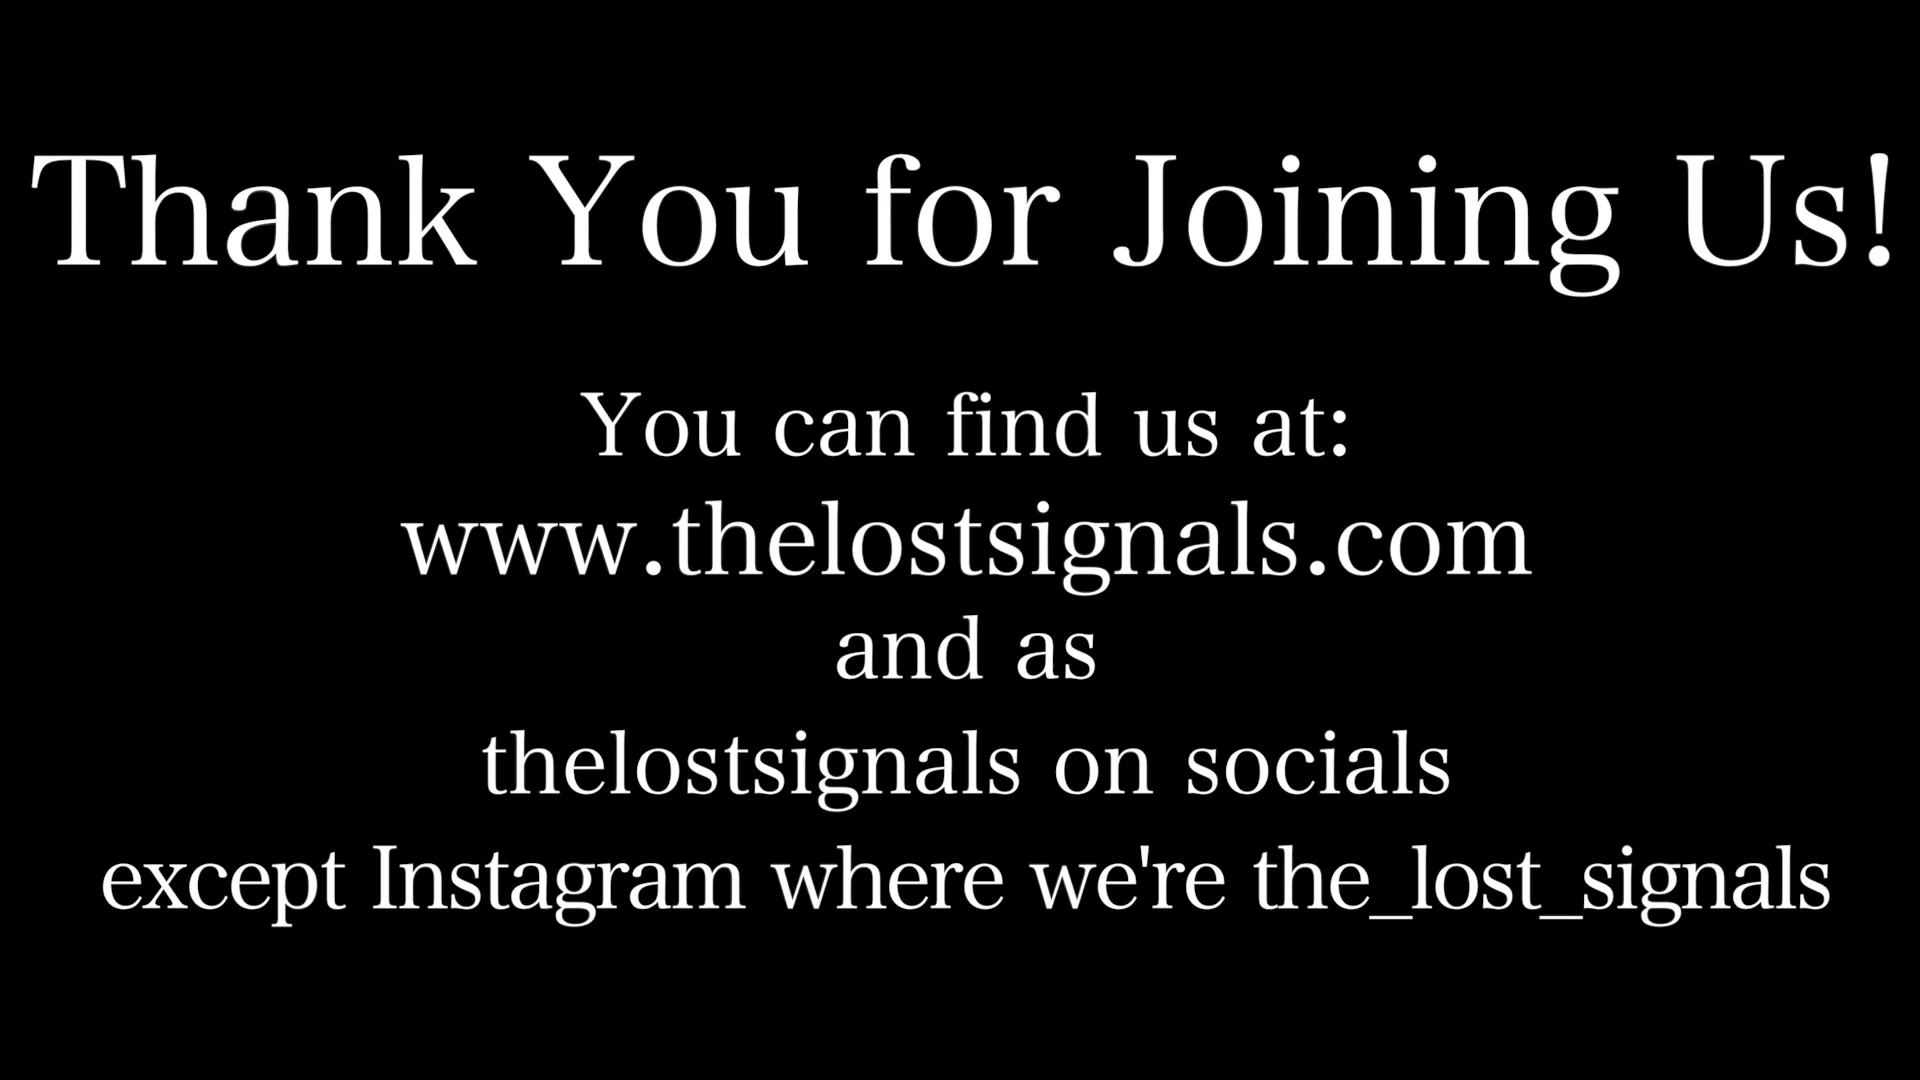 Thank You for Joining Us!
You can find us at:
www.thelostsignals.com
and as
thelostsignals on socials
except Instagram where we're the_lost_signals